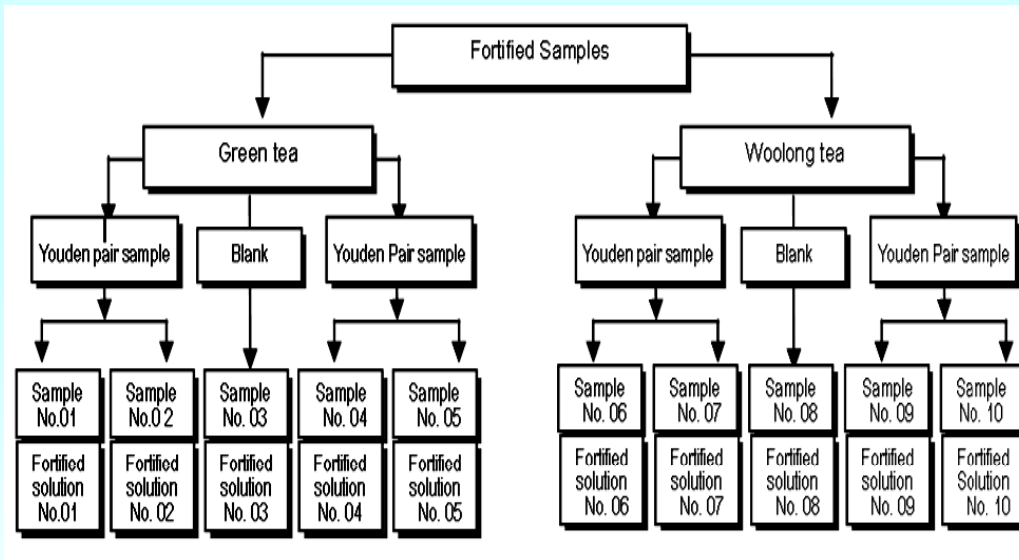 Fortified Samples
Green tea
Woolong tea
Youden pair sample
Blank
Youden Pair sample
Youden pair sample
Blank
Youden Pair sample
Sample
No.01
Sample
No.0 2
Sample
No. 03
Sample
No. 04
Sample
No. 05
Sample
No. 06
Sample
No. 07
Sample
No. 08
Sample
No. 09
Sample
No. 10
Fortified
solution
No.01
Fortified
solution
No. 02
Fortified
solution
No. 03
Fortified
solution
No. 04
Fortified
solution
No. 05
Fortified
solution
No. 06
Fortified
solution
No. 07
Fortified
solution
No. 08
Fortified
solution
No. 09
Fortified
Solution
No. 10